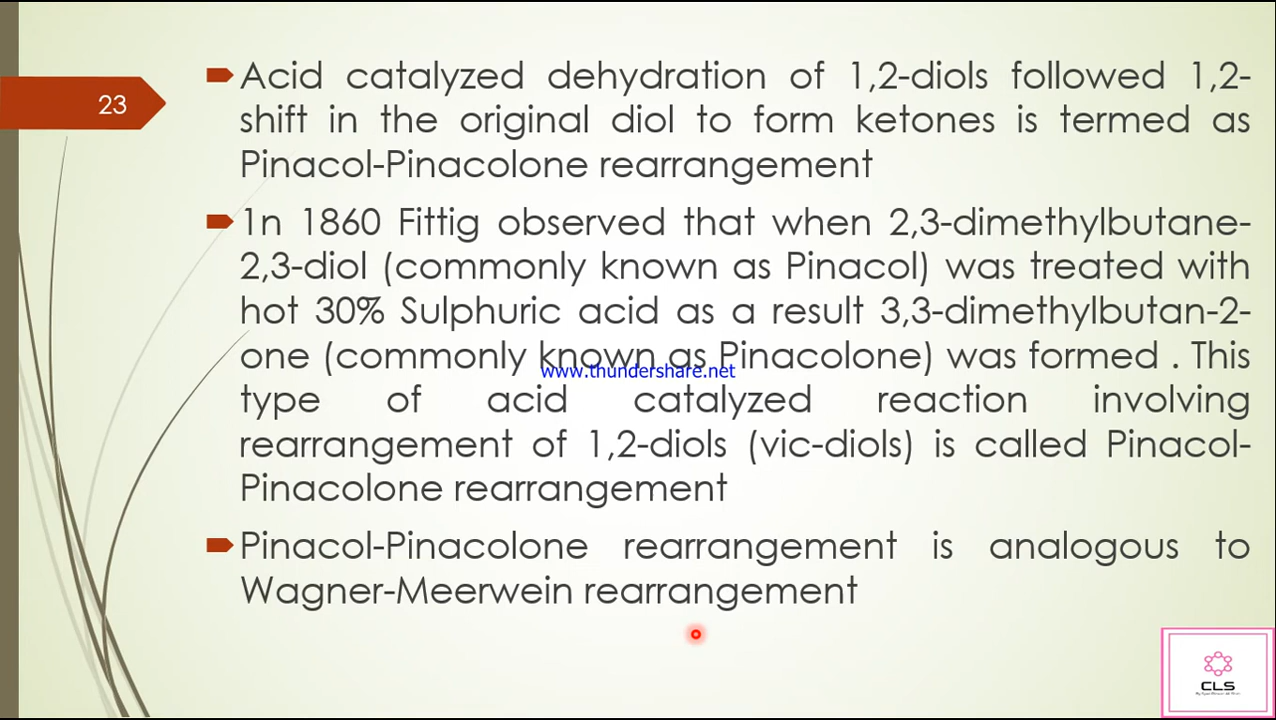 23
Acid catalyzed dehydration of 1,2-diols followed 1,2-
shift in the original diol to form ketones is termed as
Pinacol-Pinacolone rearrangement
1n 1860 Fittig observed that when 2,3-dimethylbutane-
2,3-diol (commonly known as Pinacol) was treated with
hot 30% Sulphuric acid as a result 3,3-dimethylbutan-2-
one (commonly known as Pinacolone) was formed . This
www.thundershare.net
type of acid catalyzed reaction involving
rearrangement of 1,2-diols (vic-diols) is called Pinacol-
Pinacolone rearrangement
Pinacol-Pinacolone rearrangement is analogous to
Wagner-Meerwein rearrangement
CLS